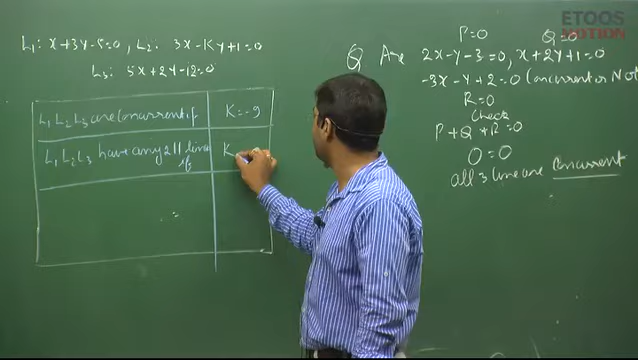 L₁: x+3y-5=0, L₂: 3x-Ky+1=0
L₃: 5x+2y-12=0
L₁ L₂ L₃ are concurrent if K=-9
L₁ L₂ L₃ have any 2 || lines if K
P=0 Q=0
Q Are 2x-y-3=0, x+2y+1=0
-3x-y+2=0 (concurrent or Not
R=0
check
P+Q+R=0
0=0
all 3 line are concurrent
ETOOS
MOTION